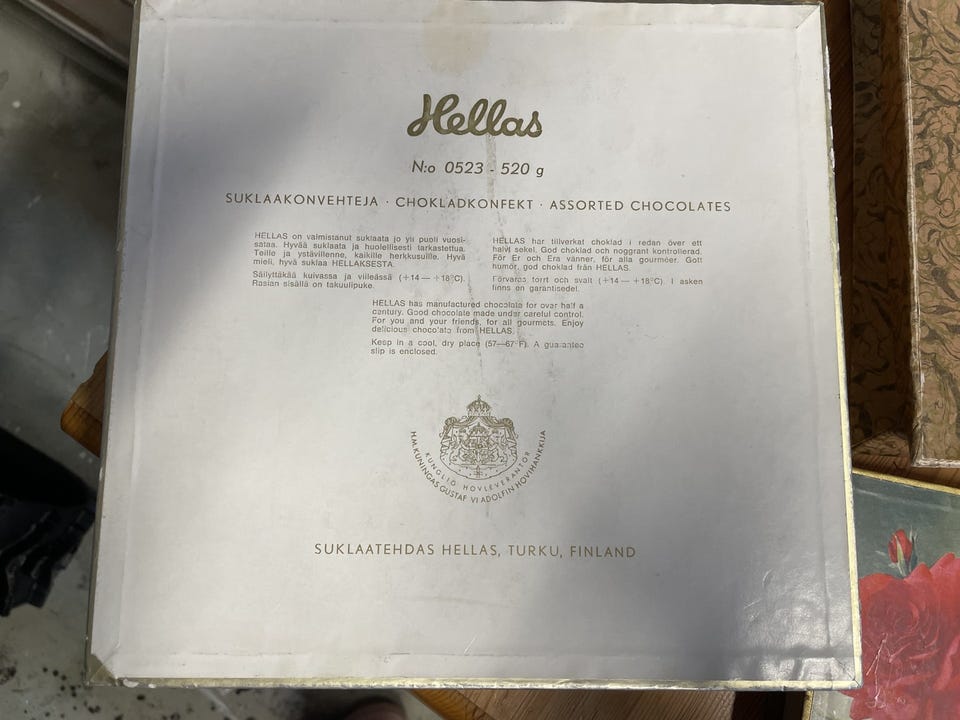 Hellas
N:o 0523 - 520 g
SUKLAAKONVEHTEJA · CHOKLADKONFEKT · ASSORTED CHOCOLATES
HELLAS on valmistanut suklaata jo yli puoli vuosi-
sataa. Hyvää suklaata ja huolellisesti tarkastettua.
Teille ja ystävillenne, kaikille herkkusuille. Hyvä
mieli, hyvä suklaa HELLAKSESTA.
Säilyttäkää kuivassa ja viileässä (+14 — +18°C).
Rasian sisällä on takuulipuke.
HELLAS har tillverkat choklad i redan över ett
halvt sekel. God choklad och noggrant kontrollerad.
För Er och Era vänner, för alla gourméer. Gott
humör, god choklad från HELLAS.
Förvaras torrt och svalt (+14 — +18°C). I asken
finns en garantisedel.
HELLAS has manufactured chocolate for over half a
century. Good chocolate made under careful control.
For you and your friends, for all gourmets. Enjoy
delicious chocolate from HELLAS.
Keep in a cool, dry place (57—67°F). A guarantee
slip is enclosed.
KUNGLIG HOVLEVERANTÖR
H.M. KUNINGAS GUSTAF VI ADOLFIN HOVIHANKKIJA
SUKLAATEHDAS HELLAS, TURKU, FINLAND